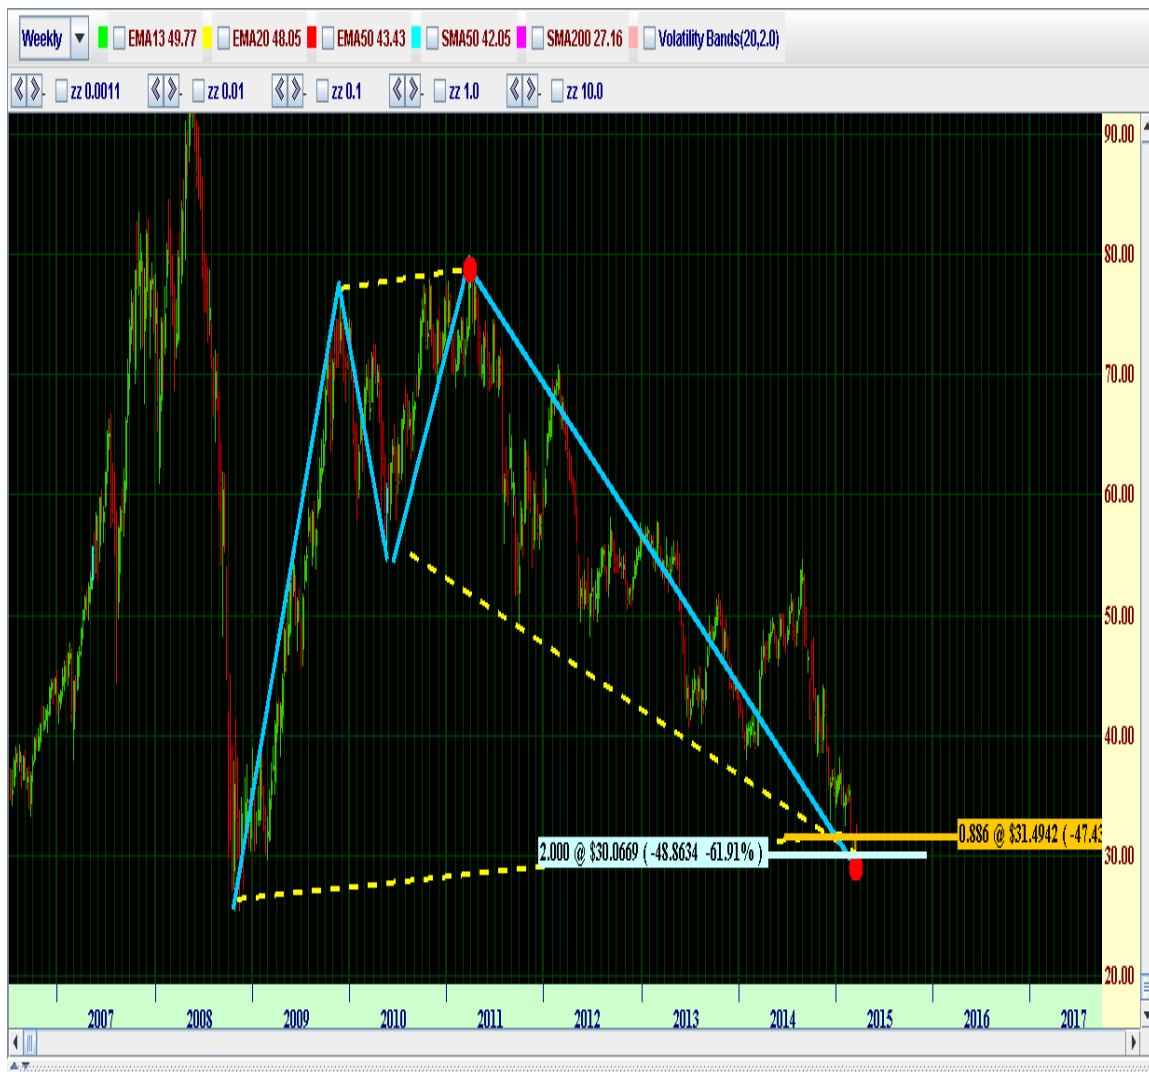 Weekly EMA13 49.77 EMA20 48.05 EMA50 43.43 SMA50 42.05 SMA200 27.16 Volatility Bands(20,2.0)
zz 0.0011 zz 0.01 zz 0.1 zz 1.0 zz 10.0
90.00
80.00
70.00
60.00
50.00
40.00
0.886 @ $31.4942 ( -47.43
2.000 @ $30.0669 ( -48.8634 -61.91% )
30.00
20.00
2007 2008 2009 2010 2011 2012 2013 2014 2015 2016 2017